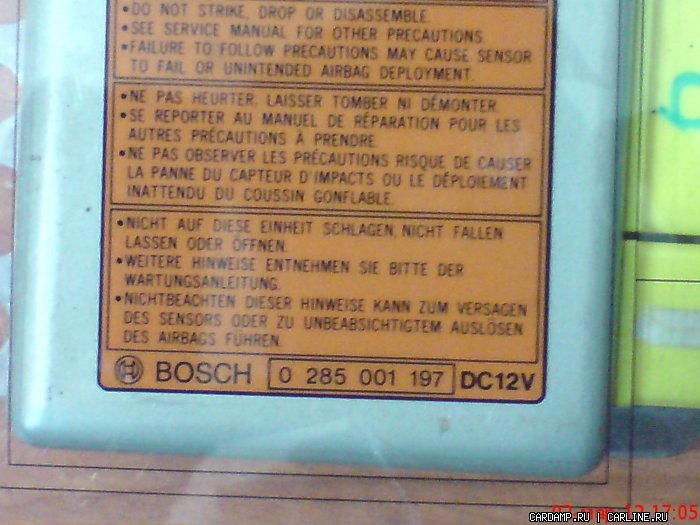 •DO NOT STRIKE, DROP OR DISASSEMBLE.
•SEE SERVICE MANUAL FOR OTHER PRECAUTIONS.
•FAILURE TO FOLLOW PRECAUTIONS MAY CAUSE SENSOR
TO FAIL OR UNINTENDED AIRBAG DEPLOYMENT.
•NE PAS HEURTER, LAISSER TOMBER NI DÉMONTER.
•SE REPORTER AU MANUEL DE RÉPARATION POUR LES
AUTRES PRÉCAUTIONS À PRENDRE.
•NE PAS OBSERVER LES PRÉCAUTIONS RISQUE DE CAUSER
LA PANNE DU CAPTEUR D'IMPACTS OU LE DÉPLOIEMENT
INATTENDU DU COUSSIN GONFLABLE.
•NICHT AUF DIESE EINHEIT SCHLAGEN, NICHT FALLEN
LASSEN ODER ÖFFNEN.
•WEITERE HINWEISE ENTNEHMEN SIE BITTE DER
WARTUNGSANLEITUNG.
•NICHTBEACHTEN DIESER HINWEISE KANN ZUM VERSAGEN
DES SENSORS ODER ZU UNBEABSICHTIGTEM AUSLÖSEN
DES AIRBAGS FÜHREN.
BOSCH 0 285 001 197 DC12V
17:05
CARDAMP.RU | CARLINE.RU